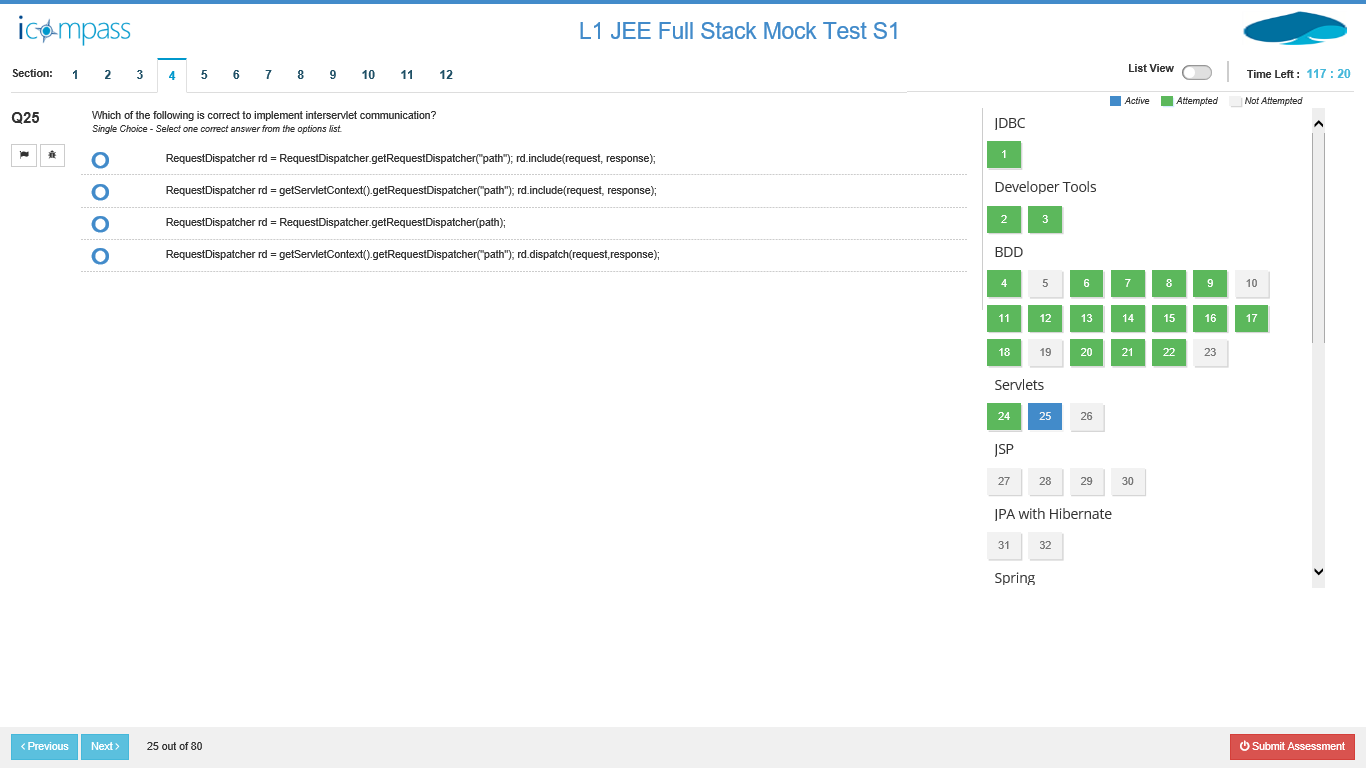 icompass
L1 JEE Full Stack Mock Test S1
Section: 1 2 3 4 5 6 7 8 9 10 11 12
List View
Time Left : 117 : 20
Active Attempted Not Attempted
Q25
Which of the following is correct to implement interservlet communication?
Single Choice - Select one correct answer from the options list.
RequestDispatcher rd = RequestDispatcher.getRequestDispatcher("path"); rd.include(request, response);
RequestDispatcher rd = getServletContext().getRequestDispatcher("path"); rd.include(request, response);
RequestDispatcher rd = RequestDispatcher.getRequestDispatcher(path);
RequestDispatcher rd = getServletContext().getRequestDispatcher("path"); rd.dispatch(request,response);
JDBC
1
Developer Tools
2 3
BDD
4 5 6 7 8 9 10
11 12 13 14 15 16 17
18 19 20 21 22 23
Servlets
24 25 26
JSP
27 28 29 30
JPA with Hibernate
31 32
Spring
Previous Next 25 out of 80
Submit Assessment